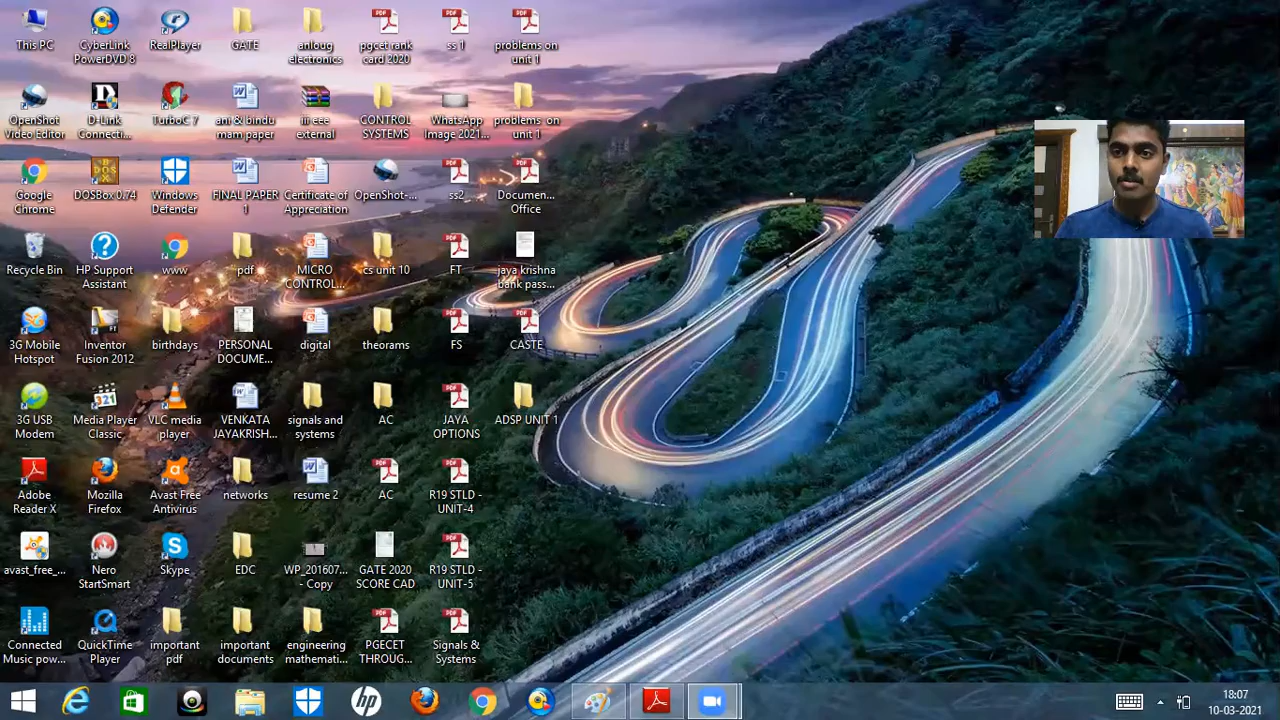 This PC
CyberLink
PowerDVD 8
RealPlayer
GATE
anloug
electronics
pgcet rank
card 2020
ss 1
problems on
unit 1
OpenShot
Video Editor
D-Link
Connecti...
TurboC 7
ani & bindu
mam paper
iii eee
external
CONTROL
SYSTEMS
WhatsApp
Image 2021...
problems on
unit 1
Google
Chrome
DOSBox 0.74
Windows
Defender
FINAL PAPER
1
Certificate of
Appreciation
OpenShot-...
ss2
Documen...
Office
Recycle Bin
HP Support
Assistant
www
pdf
MICRO
CONTROL...
cs unit 10
FT
jaya krishna
bank pass...
3G Mobile
Hotspot
Inventor
Fusion 2012
birthdays
PERSONAL
DOCUME...
digital
theorams
FS
CASTE
3G USB
Modem
Media Player
Classic
VLC media
player
VENKATA
JAYAKRISH...
signals and
systems
AC
JAYA
OPTIONS
ADSP UNIT 1
Adobe
Reader X
Mozilla
Firefox
Avast Free
Antivirus
networks
resume 2
AC
R19 STLD -
UNIT-4
avast_free_...
Nero
StartSmart
Skype
EDC
WP_201607...
- Copy
GATE 2020
SCORE CAD
R19 STLD -
UNIT-5
Connected
Music pow...
QuickTime
Player
important
pdf
important
documents
engineering
mathemati...
PGECET
THROUG...
Signals &
Systems
18:07
10-03-2021